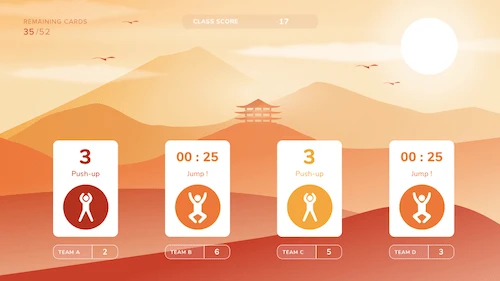 REMAINING CARDS
35/52
CLASS SCORE 17
3
Push-up
00 : 25
Jump !
3
Push-up
00 : 25
Jump !
TEAM A 2
TEAM B 6
TEAM C 5
TEAM D 3